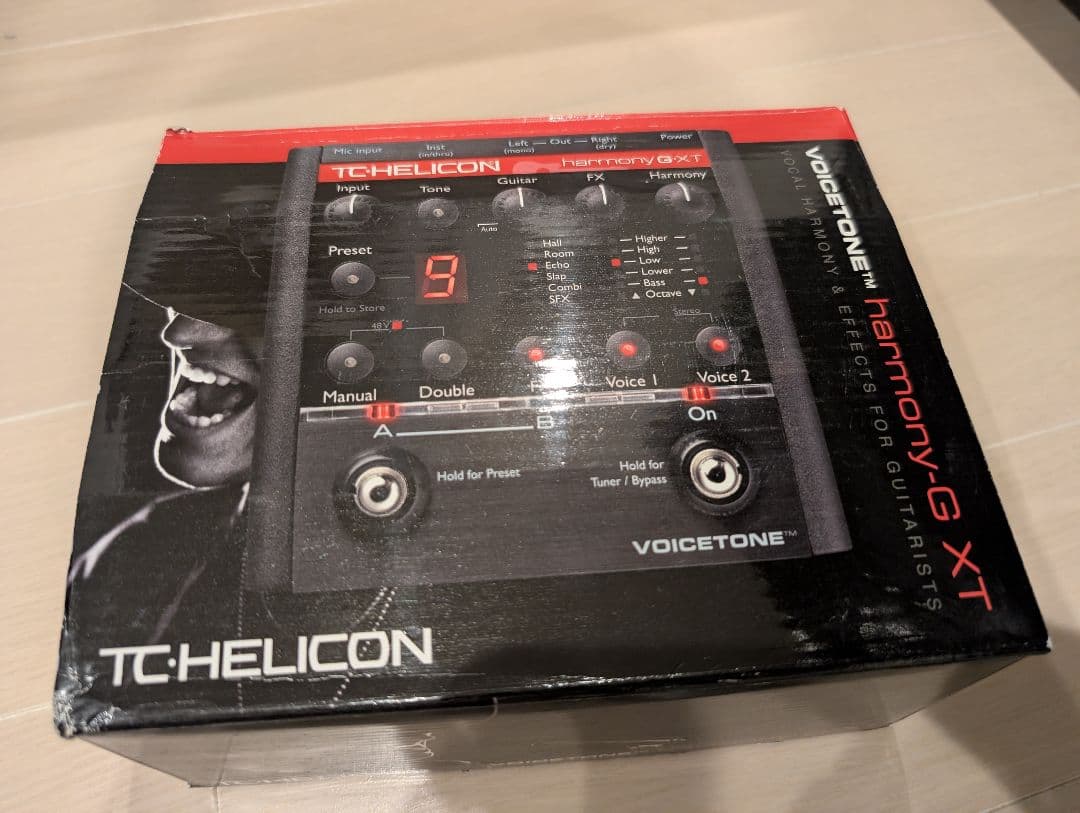 Mic Input
Inst
(in/thru)
Left — Out — Right
(mono)
(dry)
Power
TC·HELICON
harmony G·XT
Input
Tone
Guitar
FX
Harmony
Auto
Preset
9
Hold to Store
Hall
Room
Echo
Slap
Combi
SFX
Higher
High
Low
Lower
Bass
▲ Octave ▼
48V
Stereo
Manual
Double
Voice 1
Voice 2
A
B
On
Hold for Preset
Hold for
Tuner / Bypass
VOICETONE™
TC·HELICON
VOICETONE™ harmony-G XT
VOCAL HARMONY & EFFECTS FOR GUITARISTS